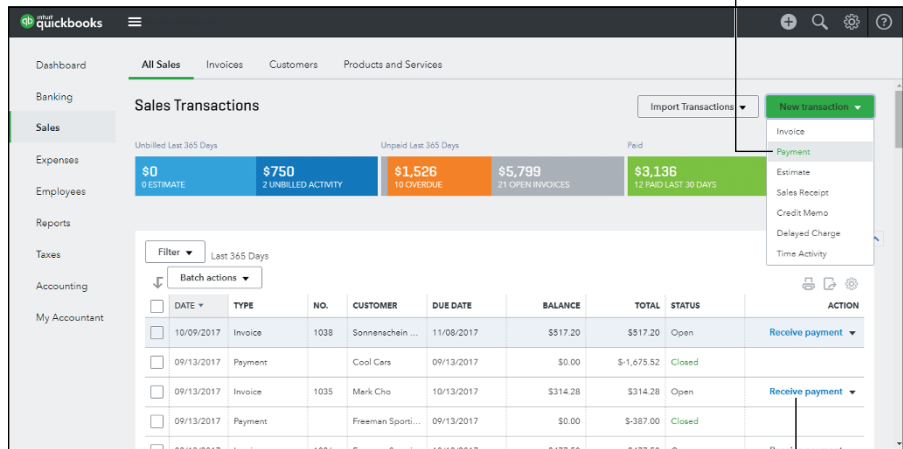 intuit
quickbooks
Dashboard
Banking
Sales
Expenses
Employees
Reports
Taxes
Accounting
My Accountant
All Sales Invoices Customers Products and Services
Sales Transactions
Import Transactions
New transaction
Invoice
Payment
Estimate
Sales Receipt
Credit Memo
Delayed Charge
Time Activity
Unbilled Last 365 Days Unpaid Last 365 Days Paid
$0 $750 $1,526 $5,799 $3,136
0 ESTIMATE 2 UNBILLED ACTIVITY 10 OVERDUE 21 OPEN INVOICES 12 PAID LAST 30 DAYS
Filter Last 365 Days
Batch actions
DATE TYPE NO. CUSTOMER DUE DATE BALANCE TOTAL STATUS ACTION
10/09/2017 Invoice 1038 Sonnenschein ... 11/08/2017 $517.20 $517.20 Open Receive payment
09/13/2017 Payment Cool Cars 09/13/2017 $0.00 $-1,675.52 Closed
09/13/2017 Invoice 1035 Mark Cho 10/13/2017 $314.28 $314.28 Open Receive payment
09/13/2017 Payment Freeman Sporti... 09/13/2017 $0.00 $-387.00 Closed